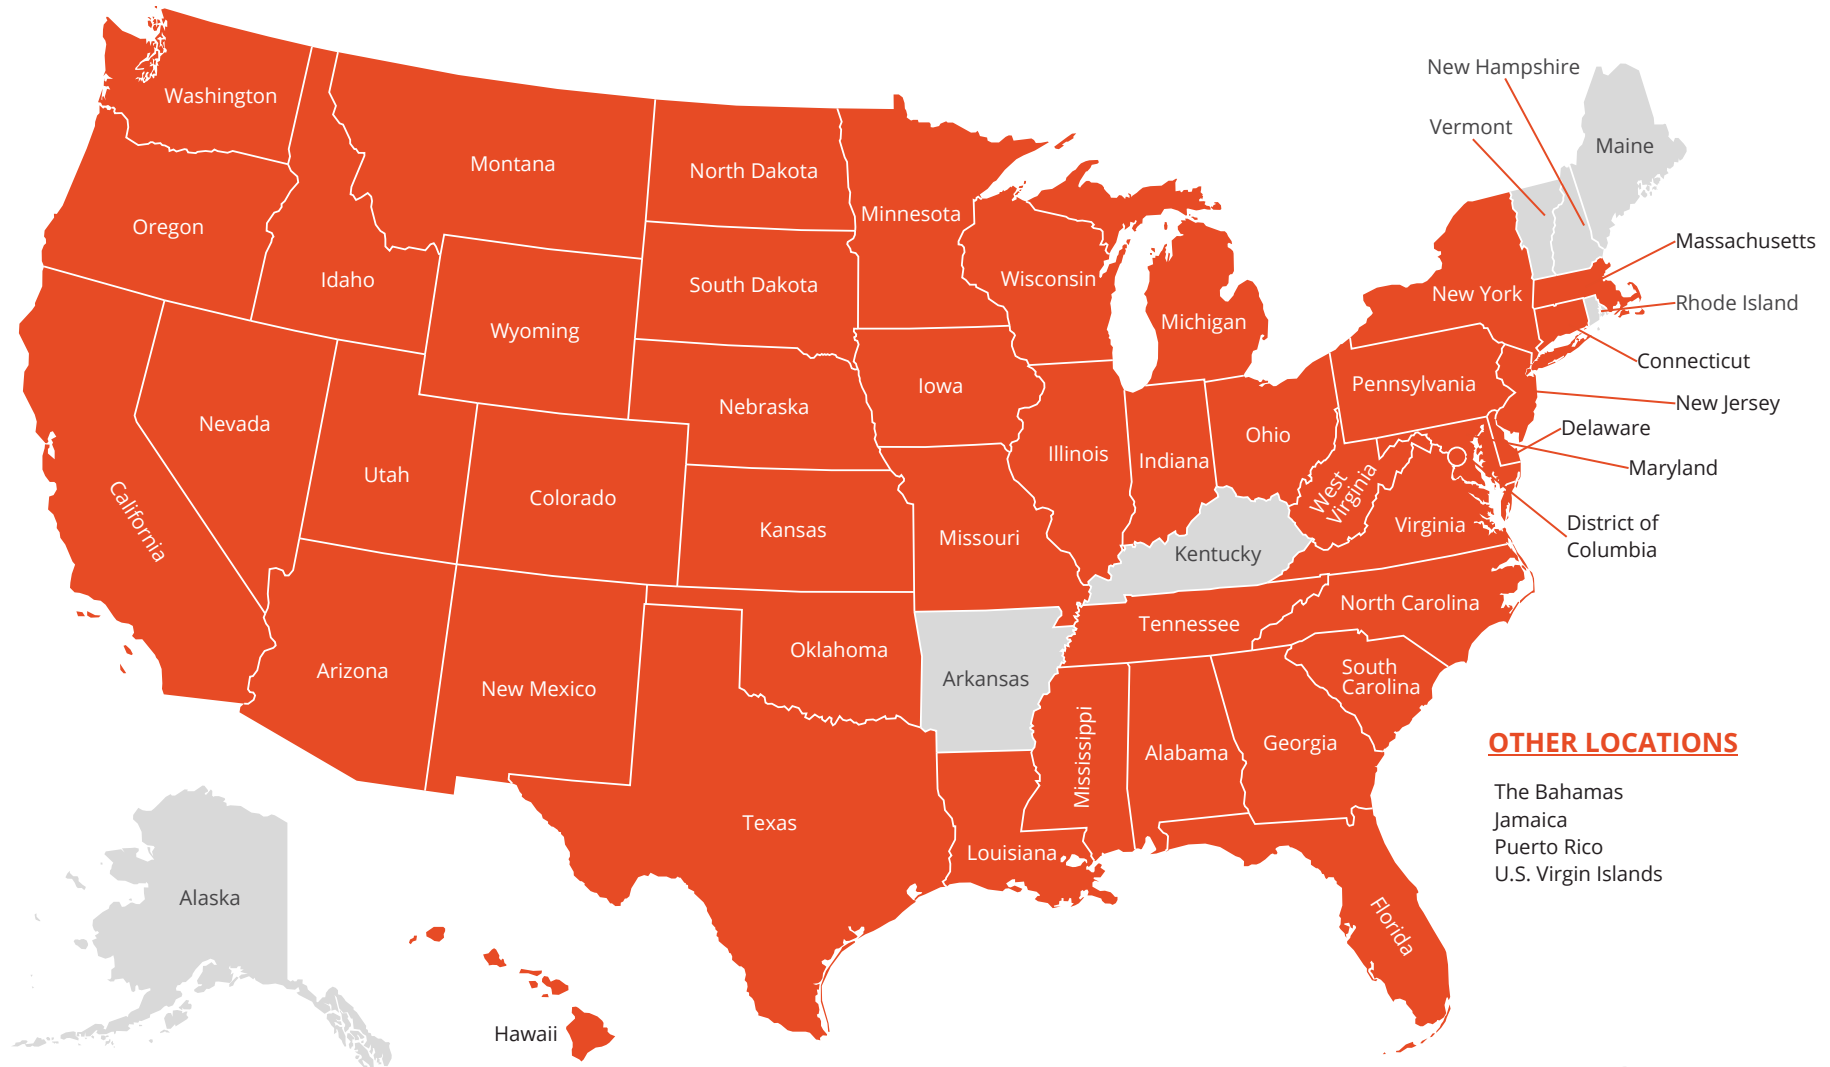 New Hampshire
Washington
Vermont
Maine
Montana
North Dakota
Minnesota
Oregon
Massachusetts
Idaho
South Dakota
Wisconsin
New York
Rhode Island
Wyoming
Michigan
Connecticut
Iowa
Pennsylvania
Nebraska
New Jersey
Nevada
Ohio
Delaware
Illinois
Indiana
Maryland
Utah
Colorado
West
Virginia
California
Kansas
Missouri
Virginia
District of
Columbia
Kentucky
North Carolina
Tennessee
Oklahoma
Arizona
New Mexico
Arkansas
South
Carolina
Mississippi
Alabama
Georgia
OTHER LOCATIONS
The Bahamas
Jamaica
Puerto Rico
U.S. Virgin Islands
Texas
Louisiana
Alaska
Florida
Hawaii